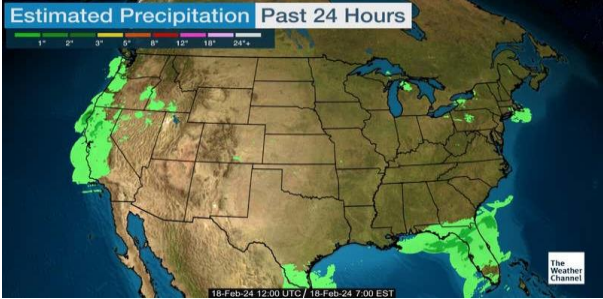 Estimated Precipitation Past 24 Hours
1" 2" 3" 5" 8" 12" 18" 24"+
18-Feb-24 12:00 UTC / 18-Feb-24 7:00 EST
The
Weather
Channel